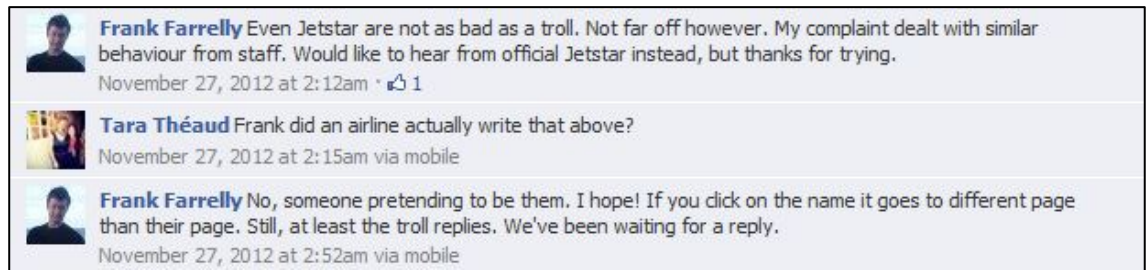 Frank Farrelly Even Jetstar are not as bad as a troll. Not far off however. My complaint dealt with similar
behaviour from staff. Would like to hear from official Jetstar instead, but thanks for trying.
November 27, 2012 at 2:12am · 1
Tara Théaud Frank did an airline actually write that above?
November 27, 2012 at 2:15am via mobile
Frank Farrelly No, someone pretending to be them. I hope! If you click on the name it goes to different page
than their page. Still, at least the troll replies. We've been waiting for a reply.
November 27, 2012 at 2:52am via mobile